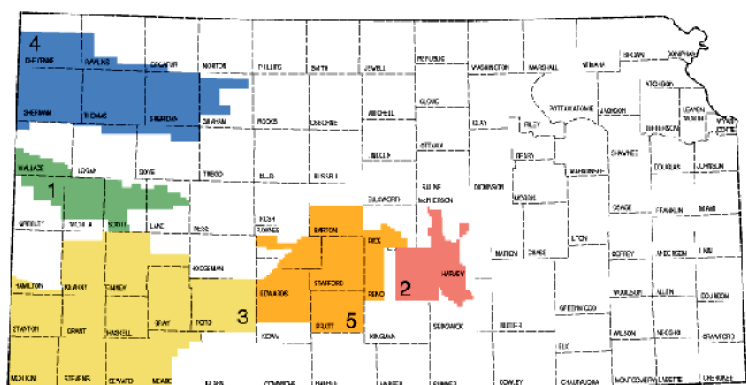 4
REPUBLIC
BROWN
CHEYENNE
RAWLINS
DECATUR
NORTON
PHILLIPS
SMITH
JEWELL
WASHINGTON
MARSHALL
ATCHISON
SHERMAN
THOMAS
SHERIDAN
GRAHAM
ROOKS
OSBORNE
MITCHELL
CLOUD
CLAY
RILEY
POTTAWATOMIE
JACKSON
JEFFERSON
OTTAWA
LINCOLN
GEARY
SHAWNEE
DOUGLAS
JOHNSON
WALLACE
LOGAN
GOVE
TREGO
ELLIS
RUSSELL
SALINE
DICKINSON
MORRIS
1
ELLSWORTH
McPHERSON
OSAGE
FRANKLIN
MIAMI
GREELEY
WICHITA
SCOTT
LANE
NESS
RUSH
BARTON
RICE
MARION
CHASE
LYON
COFFEY
ANDERSON
LINN
PAWNEE
HODGEMAN
HARVEY
HAMILTON
KEARNY
FINNEY
EDWARDS
STAFFORD
RENO
2
WOODSON
ALLEN
BOURBON
GREENWOOD
STANTON
GRANT
HASKELL
GRAY
FORD
3
PRATT
5
KIOWA
KINGMAN
SEDGWICK
BUTLER
ELK
WILSON
NEOSHO
CRAWFORD
MORTON
STEVENS
SEWARD
MEADE
COWLEY
CHAUTAUQUA
MONTGOMERY
LABETTE
CHEROKEE